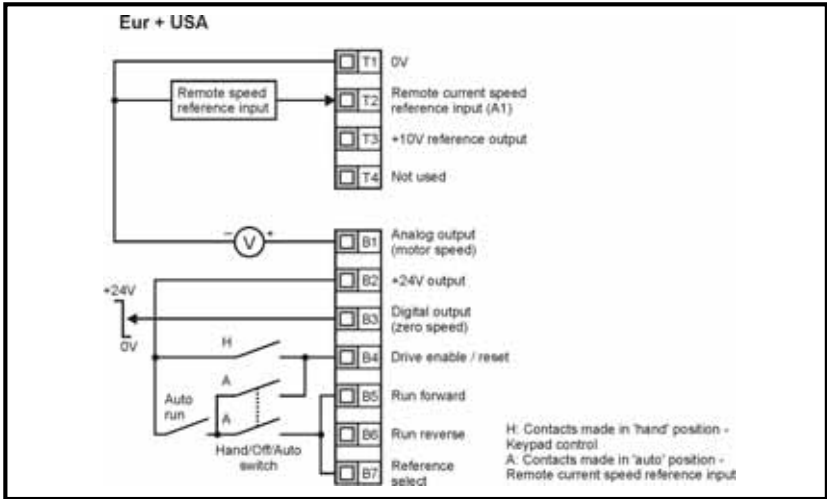 Eur + USA
T1 0V
Remote speed
reference input
T2 Remote current speed
reference input (A1)
T3 +10V reference output
T4 Not used
− V +
B1 Analog output
(motor speed)
B2 +24V output
+24V
0V
B3 Digital output
(zero speed)
H
B4 Drive enable / reset
A
Auto
run
B5 Run forward
A
B6 Run reverse
Hand/Off/Auto
switch
B7 Reference
select
H: Contacts made in 'hand' position -
Keypad control
A: Contacts made in 'auto' position -
Remote current speed reference input